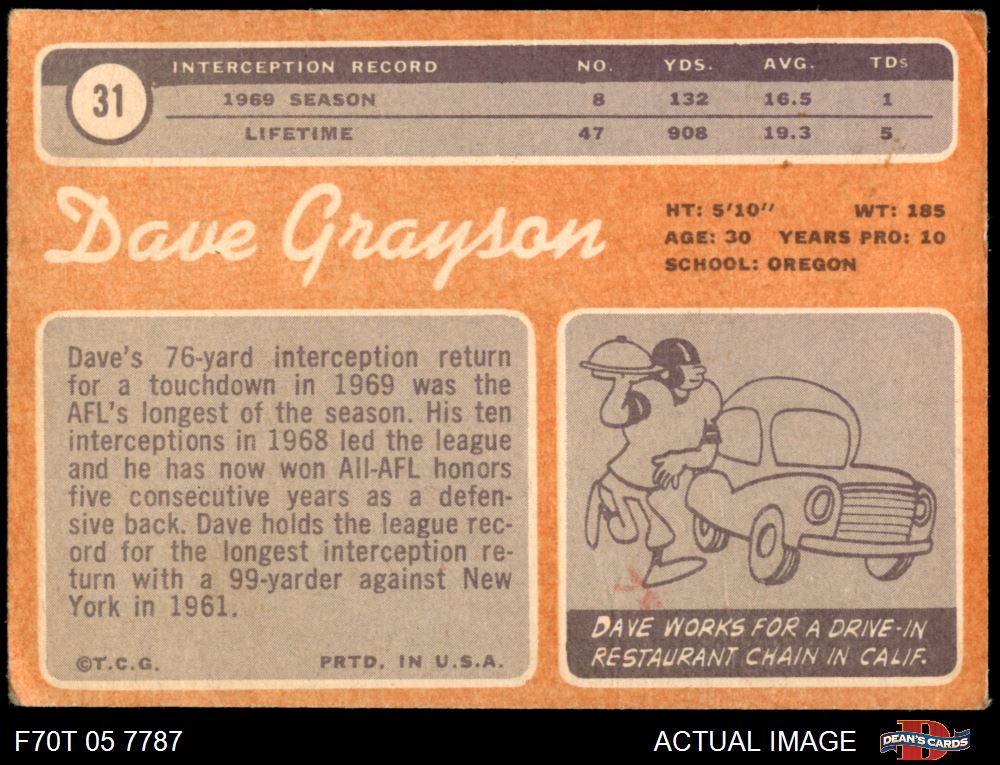 31
INTERCEPTION RECORD NO. YDS. AVG. TDs
1969 SEASON 8 132 16.5 1
LIFETIME 47 908 19.3 5
Dave Grayson
HT: 5'10" WT: 185
AGE: 30 YEARS PRO: 10
SCHOOL: OREGON
Dave's 76-yard interception return
for a touchdown in 1969 was the
AFL's longest of the season. His ten
interceptions in 1968 led the league
and he has now won All-AFL honors
five consecutive years as a defen-
sive back. Dave holds the league rec-
ord for the longest interception re-
turn with a 99-yarder against New
York in 1961.
©T.C.G. PRTD. IN U.S.A.
DAVE WORKS FOR A DRIVE-IN
RESTAURANT CHAIN IN CALIF.
F70T 05 7787 ACTUAL IMAGE
D
DEAN'S CARDS